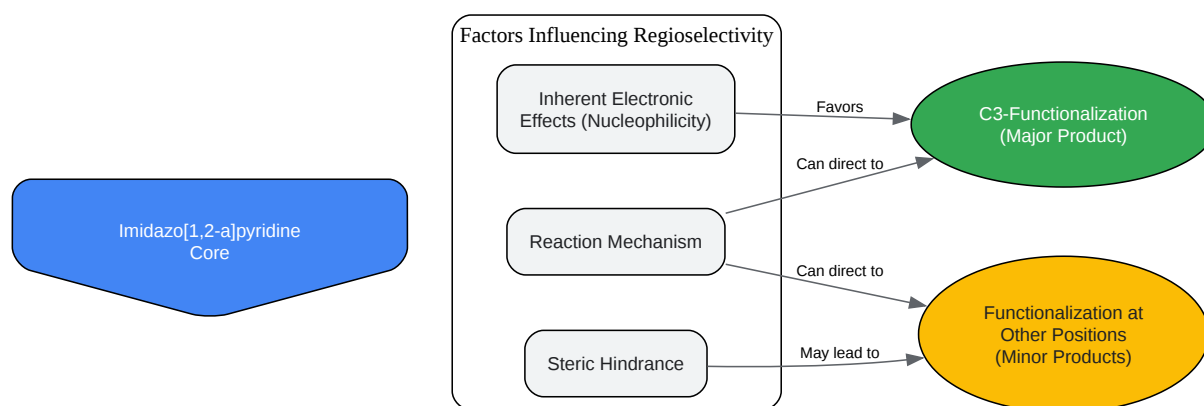 Factors Influencing Regioselectivity
Inherent Electronic
Effects (Nucleophilicity)
Favors
C3-Functionalization
(Major Product)
Can direct to
Imidazo[1,2-a]pyridine
Core
Reaction Mechanism
Can direct to
Functionalization at
Other Positions
(Minor Products)
Steric Hindrance
May lead to